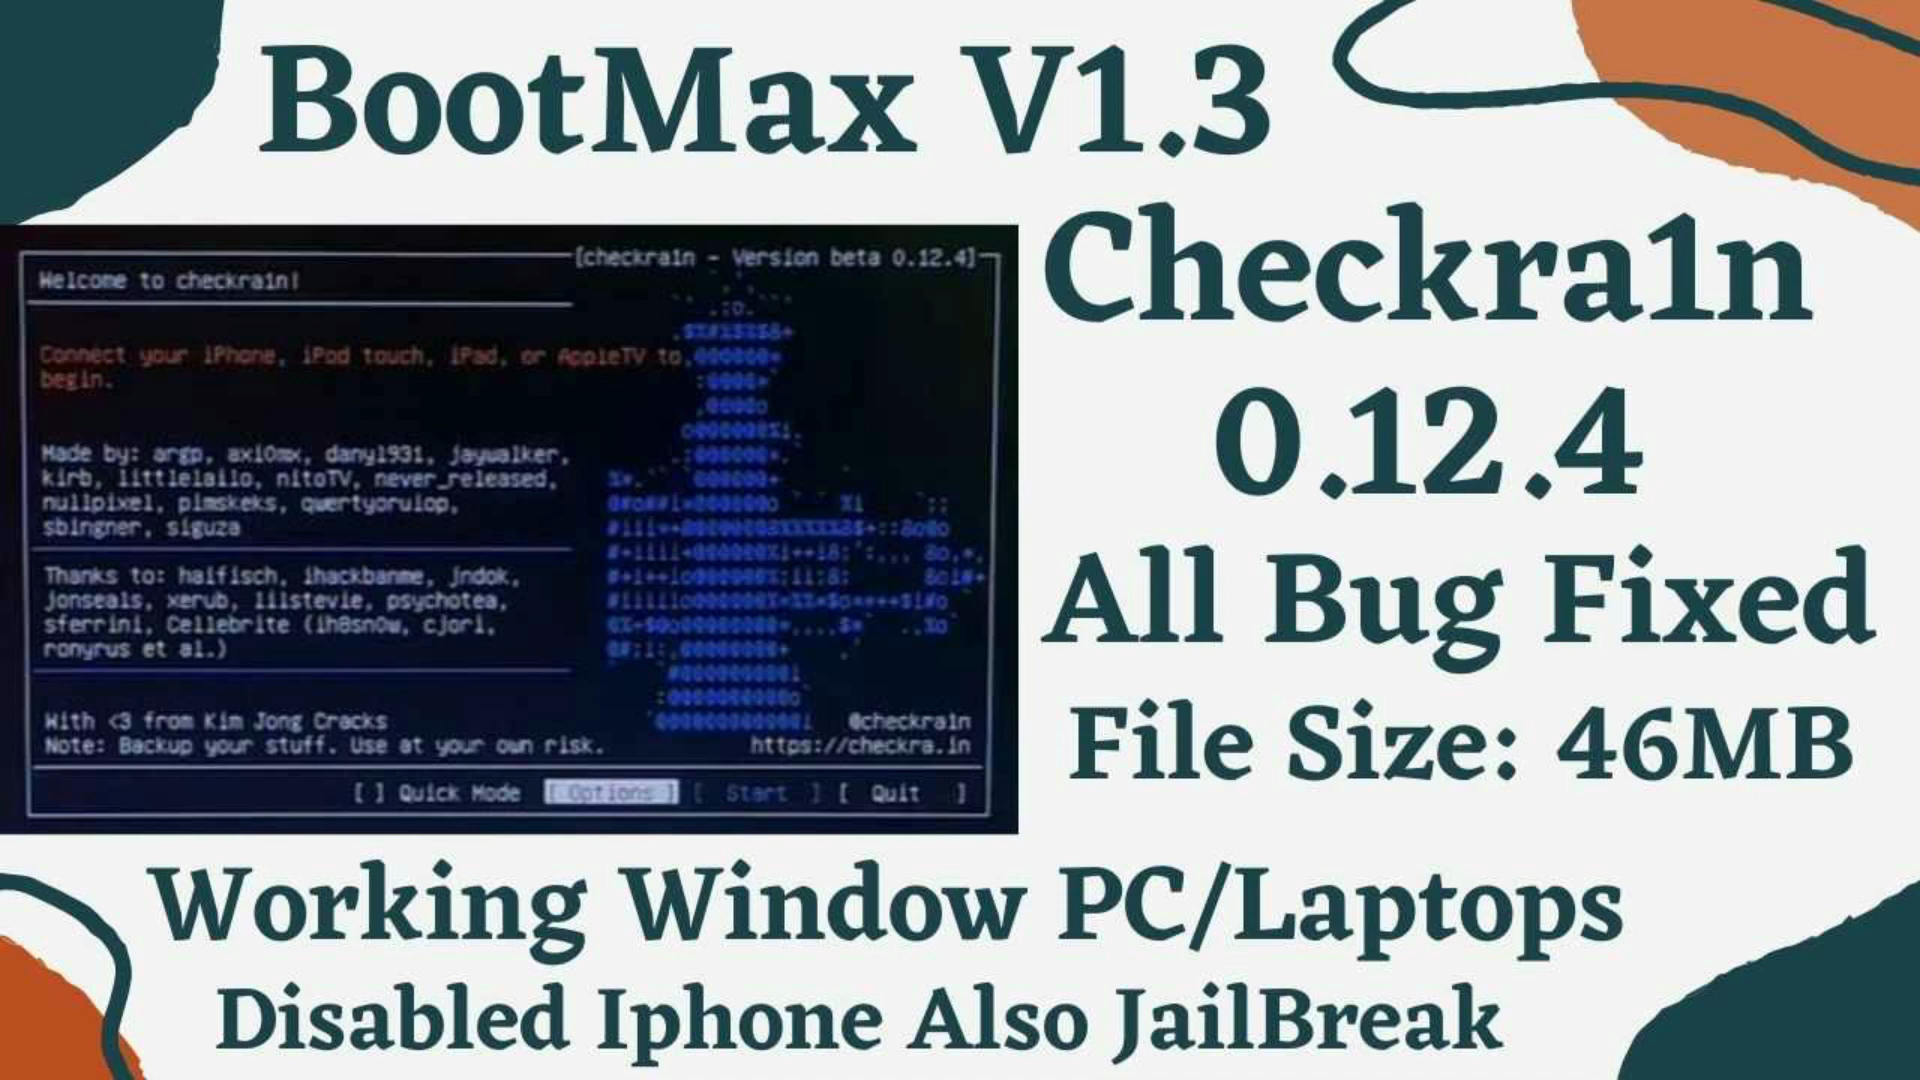 BootMax V1.3
[checkra1n - Version beta 0.12.4]
Welcome to checkra1n!
Connect your iPhone, iPod touch, iPad, or AppleTV to
begin.
Made by: argp, axi0mx, danyl931, jaywalker,
kirb, littlelailo, nitoTV, never_released,
nullpixel, pimskeks, qwertyoruiop,
sbingner, siguza
Thanks to: haifisch, ihackbanme, jndok,
jonseals, xerub, lilstevie, psychotea,
sferrini, Cellebrite (ih8sn0w, cjori,
ronyrus et al.)
With <3 from Kim Jong Cracks
Note: Backup your stuff. Use at your own risk.
@checkra1n
https://checkra.in
[ ] Quick Mode [ Options ] [ Start ] [ Quit ]
Checkra1n
0.12.4
All Bug Fixed
File Size: 46MB
Working Window PC/Laptops
Disabled Iphone Also JailBreak